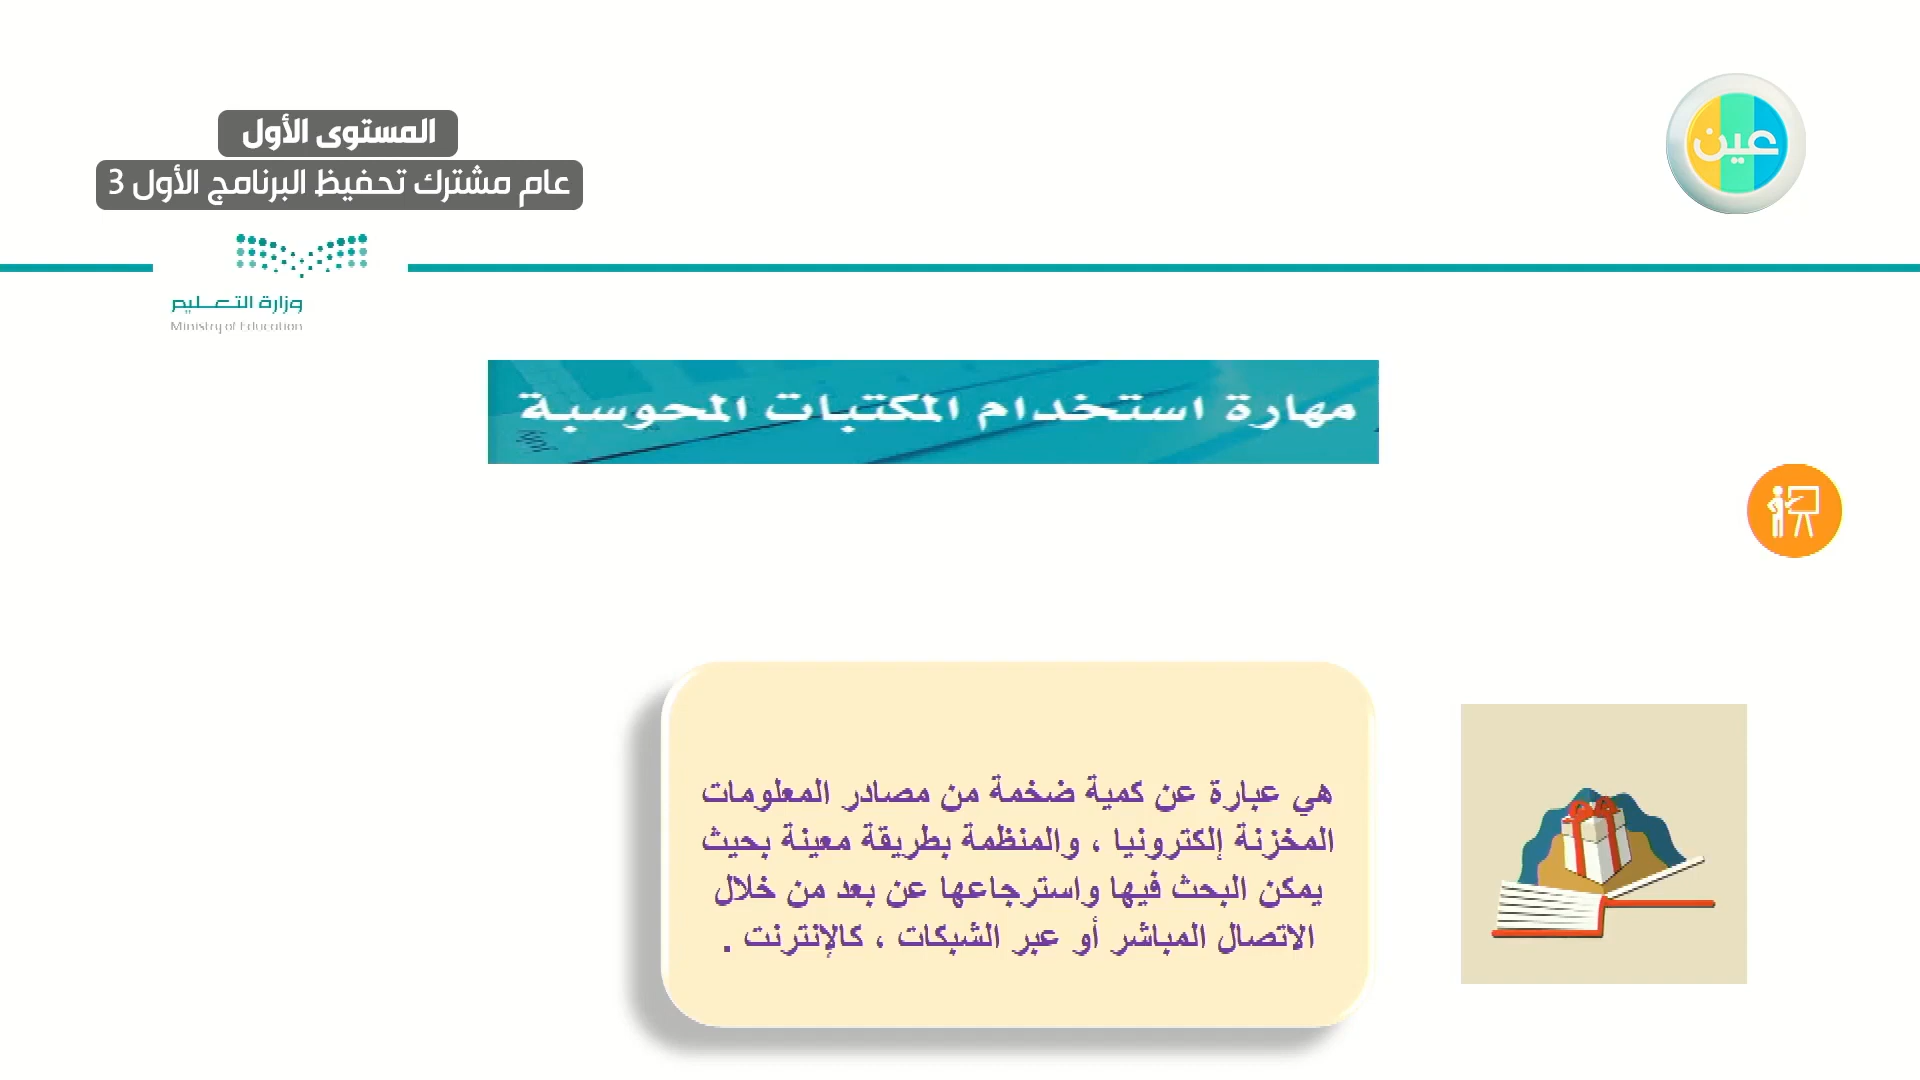 المستوى الأول
عام مشترك تحفيظ البرنامج الأول 3
عين
وزارة التعليم
Ministry of Education
مهارة استخدام المكتبات المحوسبة
هي عبارة عن كمية ضخمة من مصادر المعلومات
المخزنة إلكترونيا ، والمنظمة بطريقة معينة بحيث
يمكن البحث فيها واسترجاعها عن بعد من خلال
الاتصال المباشر أو عبر الشبكات ، كالإنترنت .